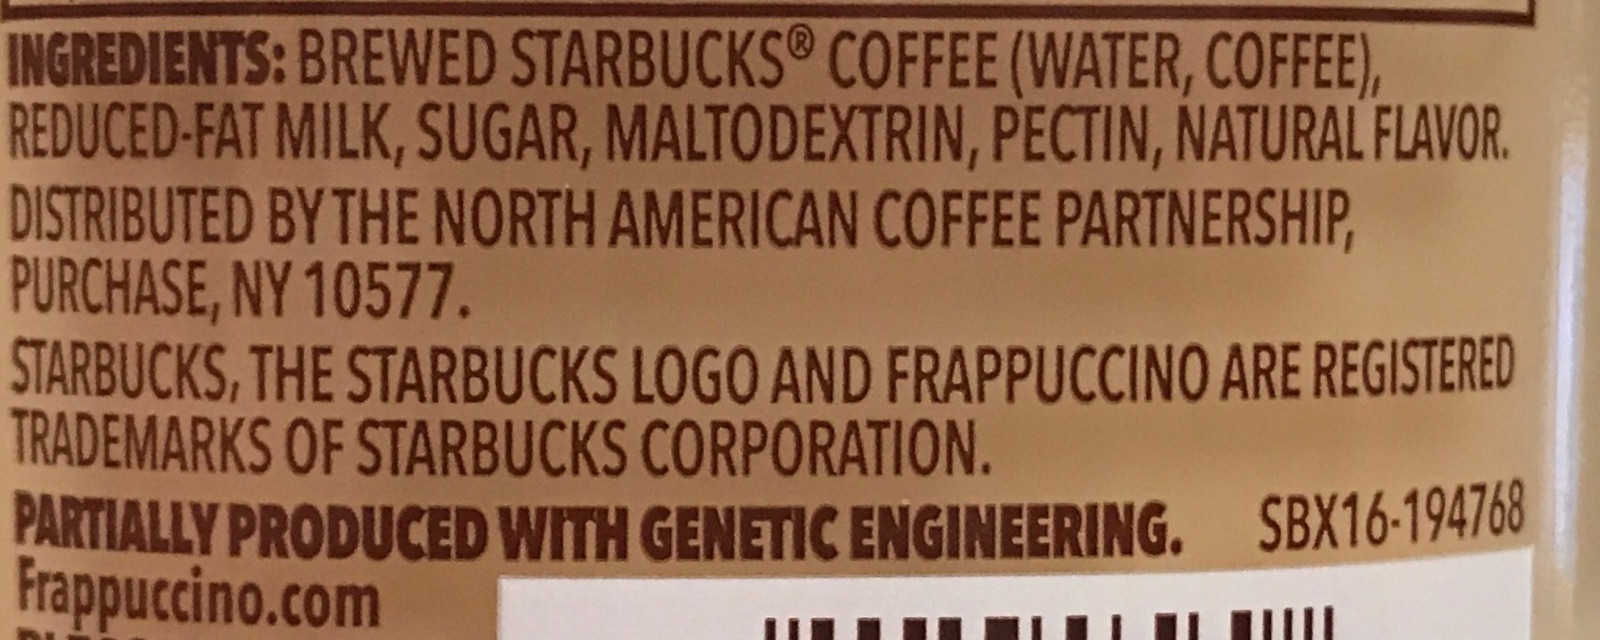 INGREDIENTS: BREWED STARBUCKS® COFFEE (WATER, COFFEE),
REDUCED-FAT MILK, SUGAR, MALTODEXTRIN, PECTIN, NATURAL FLAVOR.
DISTRIBUTED BY THE NORTH AMERICAN COFFEE PARTNERSHIP,
PURCHASE, NY 10577.
STARBUCKS, THE STARBUCKS LOGO AND FRAPPUCCINO ARE REGISTERED
TRADEMARKS OF STARBUCKS CORPORATION.
PARTIALLY PRODUCED WITH GENETIC ENGINEERING. SBX16-194768
Frappuccino.com